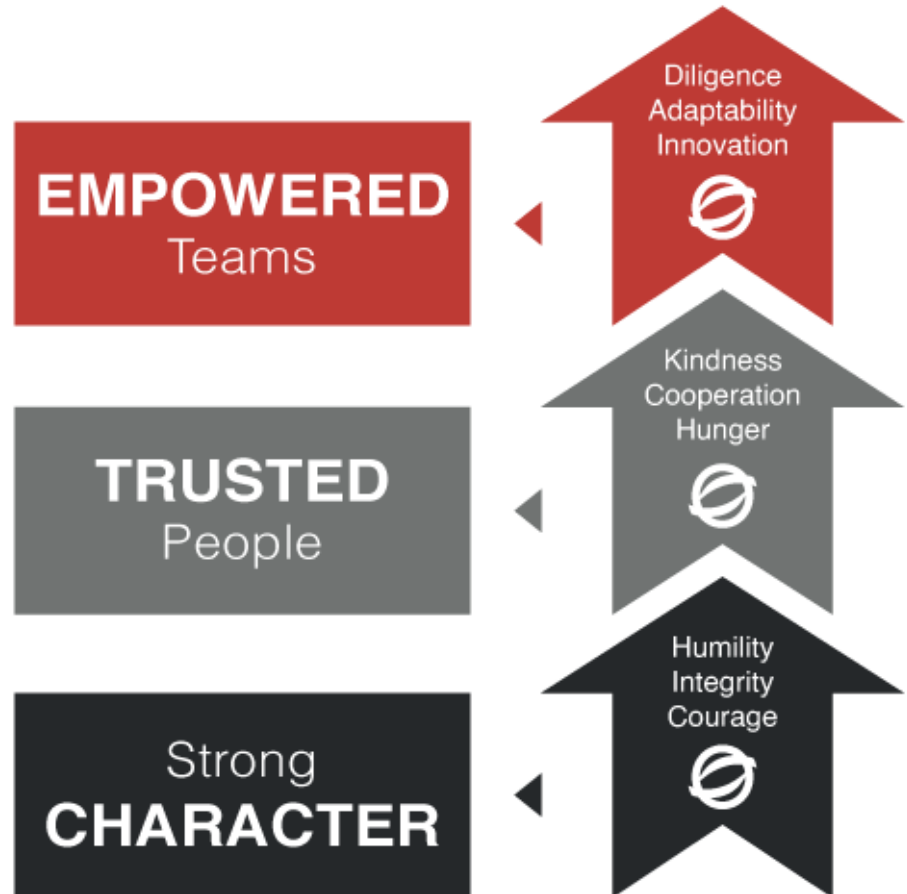 EMPOWERED
Teams
Diligence
Adaptability
Innovation
TRUSTED
People
Kindness
Cooperation
Hunger
Strong
CHARACTER
Humility
Integrity
Courage